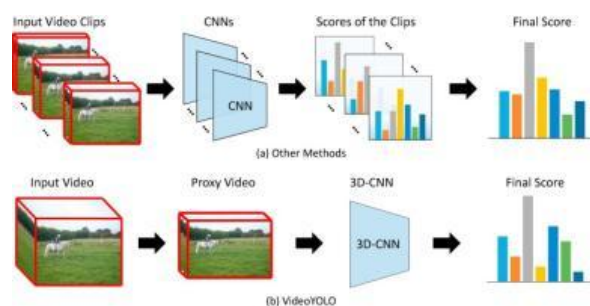 Input Video Clips
CNNs
Scores of the Clips
Final Score
CNN
(a) Other Methods
Input Video
Proxy Video
3D-CNN
Final Score
3D-CNN
(b) VideoYOLO